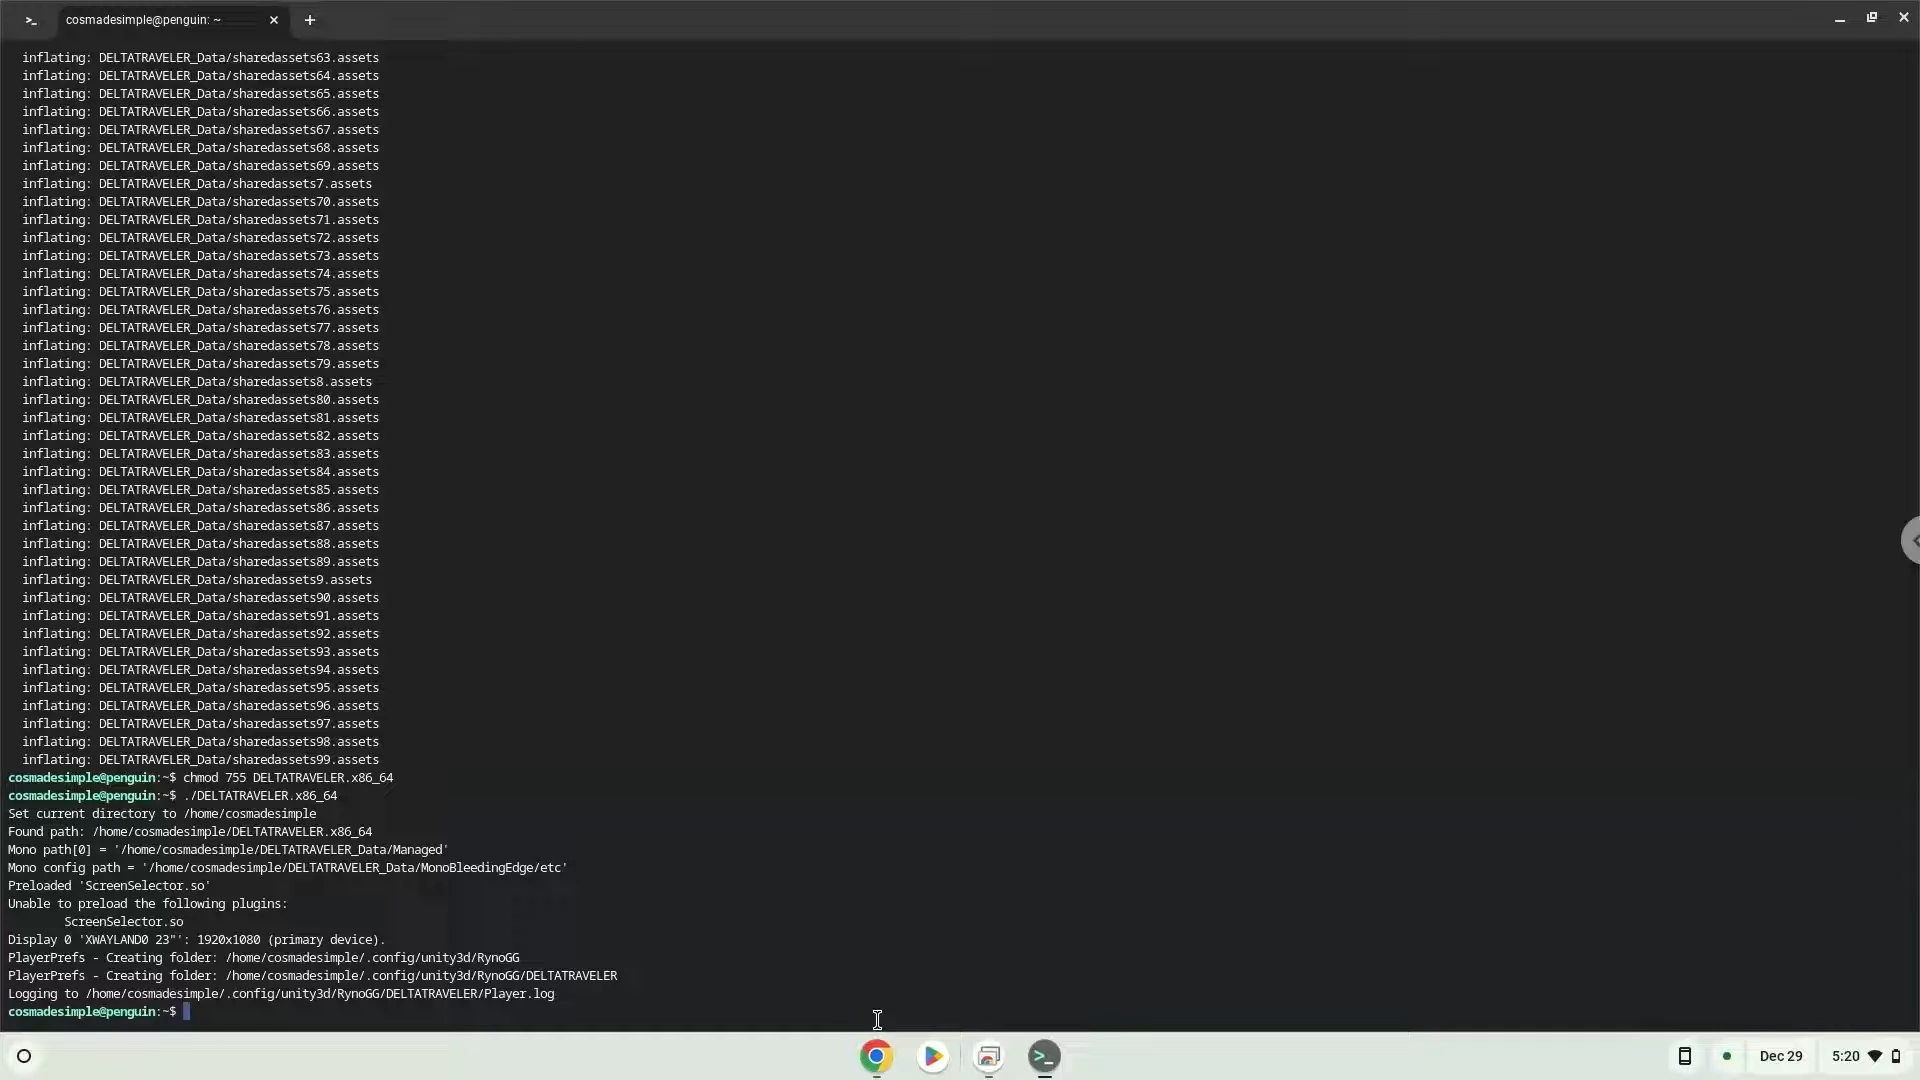 >_
cosmadesimple@penguin: ~
inflating: DELTATRAVELER_Data/sharedassets63.assets
inflating: DELTATRAVELER_Data/sharedassets64.assets
inflating: DELTATRAVELER_Data/sharedassets65.assets
inflating: DELTATRAVELER_Data/sharedassets66.assets
inflating: DELTATRAVELER_Data/sharedassets67.assets
inflating: DELTATRAVELER_Data/sharedassets68.assets
inflating: DELTATRAVELER_Data/sharedassets69.assets
inflating: DELTATRAVELER_Data/sharedassets7.assets
inflating: DELTATRAVELER_Data/sharedassets70.assets
inflating: DELTATRAVELER_Data/sharedassets71.assets
inflating: DELTATRAVELER_Data/sharedassets72.assets
inflating: DELTATRAVELER_Data/sharedassets73.assets
inflating: DELTATRAVELER_Data/sharedassets74.assets
inflating: DELTATRAVELER_Data/sharedassets75.assets
inflating: DELTATRAVELER_Data/sharedassets76.assets
inflating: DELTATRAVELER_Data/sharedassets77.assets
inflating: DELTATRAVELER_Data/sharedassets78.assets
inflating: DELTATRAVELER_Data/sharedassets79.assets
inflating: DELTATRAVELER_Data/sharedassets8.assets
inflating: DELTATRAVELER_Data/sharedassets80.assets
inflating: DELTATRAVELER_Data/sharedassets81.assets
inflating: DELTATRAVELER_Data/sharedassets82.assets
inflating: DELTATRAVELER_Data/sharedassets83.assets
inflating: DELTATRAVELER_Data/sharedassets84.assets
inflating: DELTATRAVELER_Data/sharedassets85.assets
inflating: DELTATRAVELER_Data/sharedassets86.assets
inflating: DELTATRAVELER_Data/sharedassets87.assets
inflating: DELTATRAVELER_Data/sharedassets88.assets
inflating: DELTATRAVELER_Data/sharedassets89.assets
inflating: DELTATRAVELER_Data/sharedassets9.assets
inflating: DELTATRAVELER_Data/sharedassets90.assets
inflating: DELTATRAVELER_Data/sharedassets91.assets
inflating: DELTATRAVELER_Data/sharedassets92.assets
inflating: DELTATRAVELER_Data/sharedassets93.assets
inflating: DELTATRAVELER_Data/sharedassets94.assets
inflating: DELTATRAVELER_Data/sharedassets95.assets
inflating: DELTATRAVELER_Data/sharedassets96.assets
inflating: DELTATRAVELER_Data/sharedassets97.assets
inflating: DELTATRAVELER_Data/sharedassets98.assets
inflating: DELTATRAVELER_Data/sharedassets99.assets
cosmadesimple@penguin:~$ chmod 755 DELTATRAVELER.x86_64
cosmadesimple@penguin:~$ ./DELTATRAVELER.x86_64
Set current directory to /home/cosmadesimple
Found path: /home/cosmadesimple/DELTATRAVELER.x86_64
Mono path[0] = '/home/cosmadesimple/DELTATRAVELER_Data/Managed'
Mono config path = '/home/cosmadesimple/DELTATRAVELER_Data/MonoBleedingEdge/etc'
Preloaded 'ScreenSelector.so'
Unable to preload the following plugins:
ScreenSelector.so
Display 0 'XWAYLAND0 23"': 1920x1080 (primary device).
PlayerPrefs - Creating folder: /home/cosmadesimple/.config/unity3d/RynoGG
PlayerPrefs - Creating folder: /home/cosmadesimple/.config/unity3d/RynoGG/DELTATRAVELER
Logging to /home/cosmadesimple/.config/unity3d/RynoGG/DELTATRAVELER/Player.log
cosmadesimple@penguin:~$
>_
Dec 29
5:20